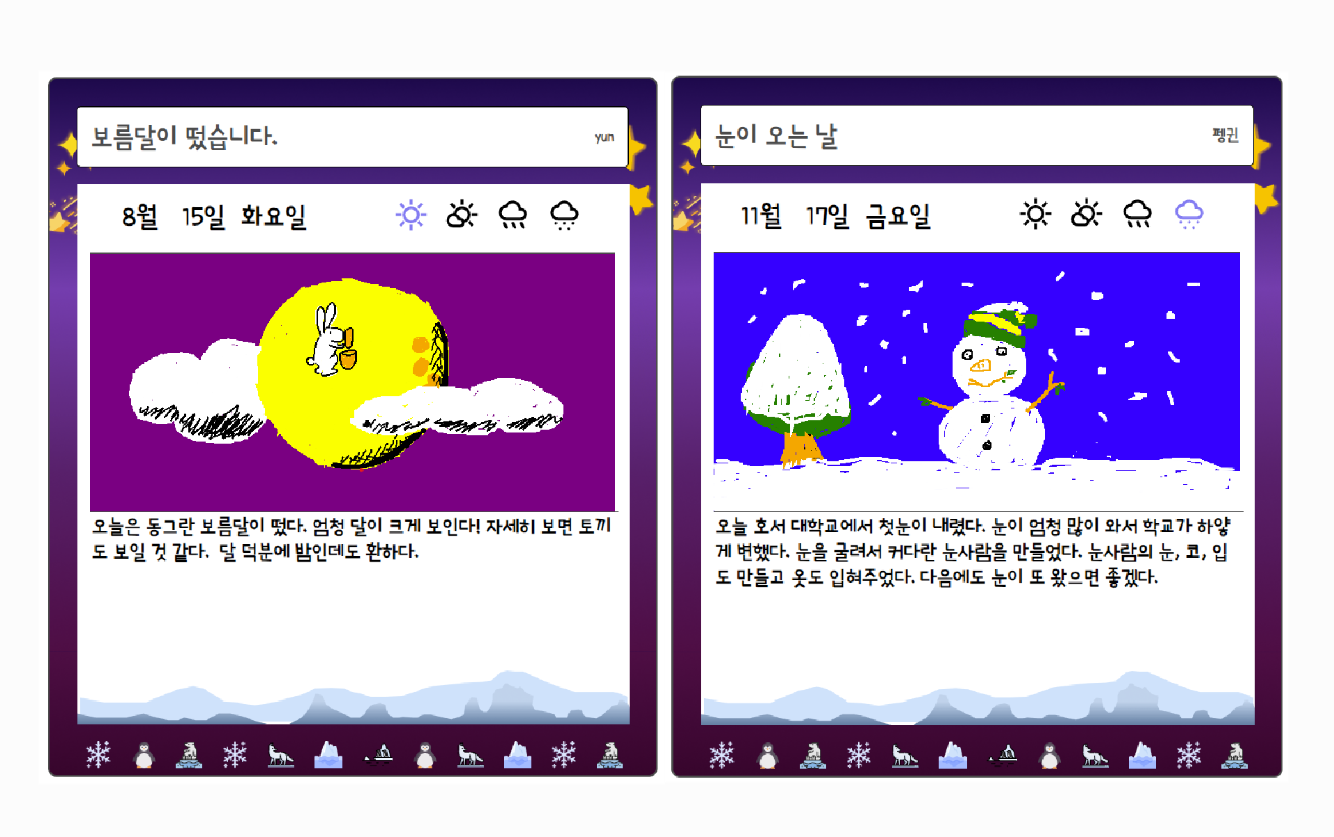 보름달이 떴습니다.
yun
8월 15일 화요일
오늘은 동그란 보름달이 떴다. 엄청 달이 크게 보인다! 자세히 보면 토끼
도 보일 것 같다. 달 덕분에 밤인데도 환하다.
눈이 오는 날
펭귄
11월 17일 금요일
오늘 호서 대학교에서 첫눈이 내렸다. 눈이 엄청 많이 와서 학교가 하얗
게 변했다. 눈을 굴려서 커다란 눈사람을 만들었다. 눈사람의 눈, 코, 입
도 만들고 옷도 입혀주었다. 다음에도 눈이 또 왔으면 좋겠다.